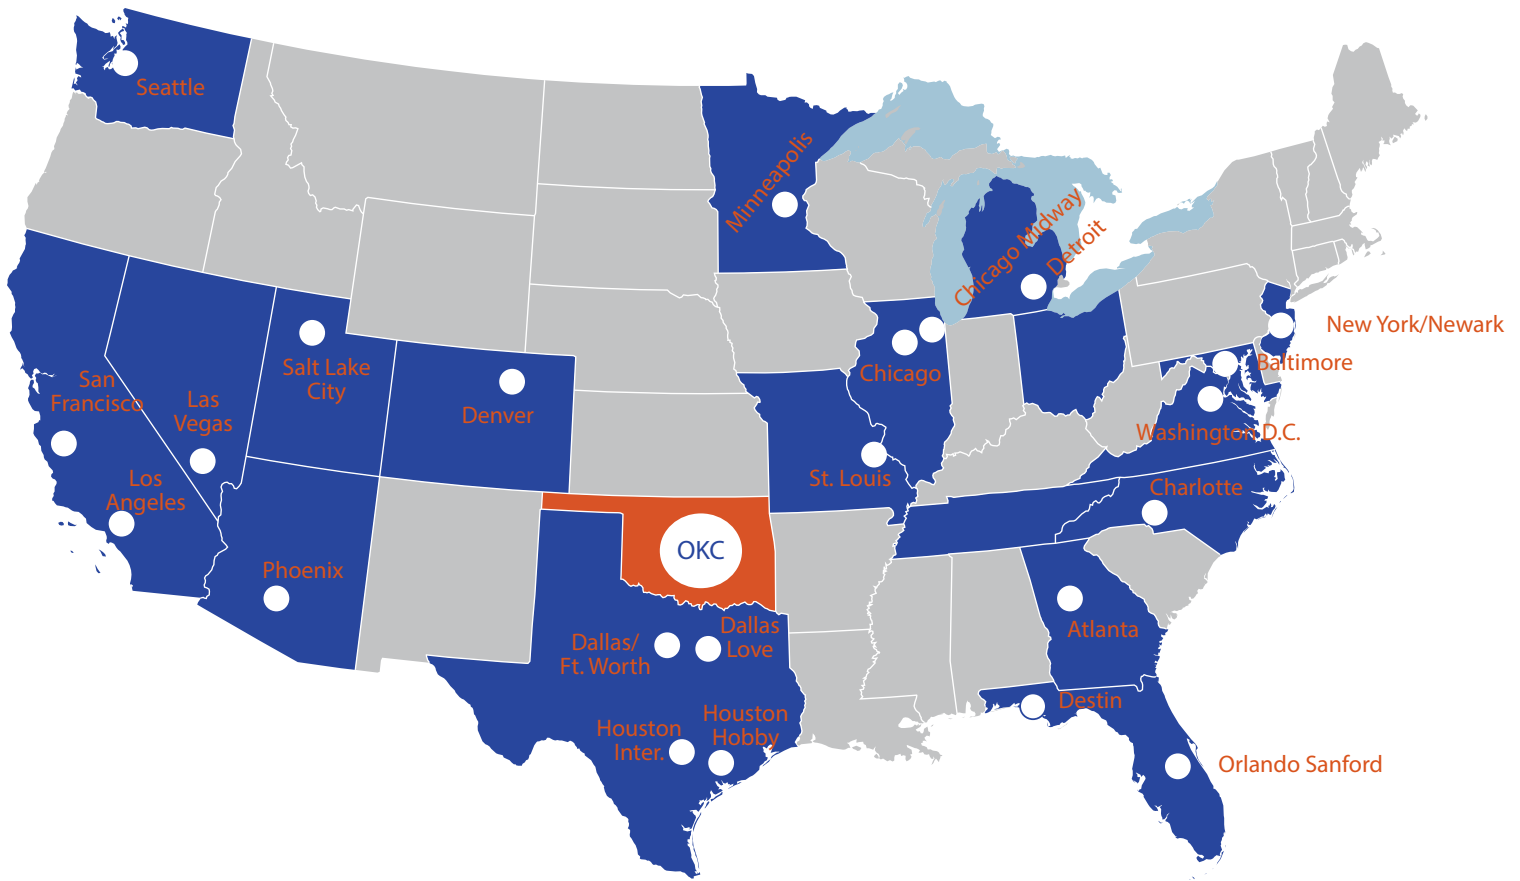 Seattle
Minneapolis
Chicago Midway
Detroit
New York/Newark
Baltimore
Salt Lake
City
San
Francisco
Las
Vegas
Denver
Chicago
Washington D.C.
Los
Angeles
St. Louis
Charlotte
OKC
Phoenix
Dallas/
Ft. Worth
Dallas
Love
Atlanta
Houston
Inter.
Houston
Hobby
Destin
Orlando Sanford